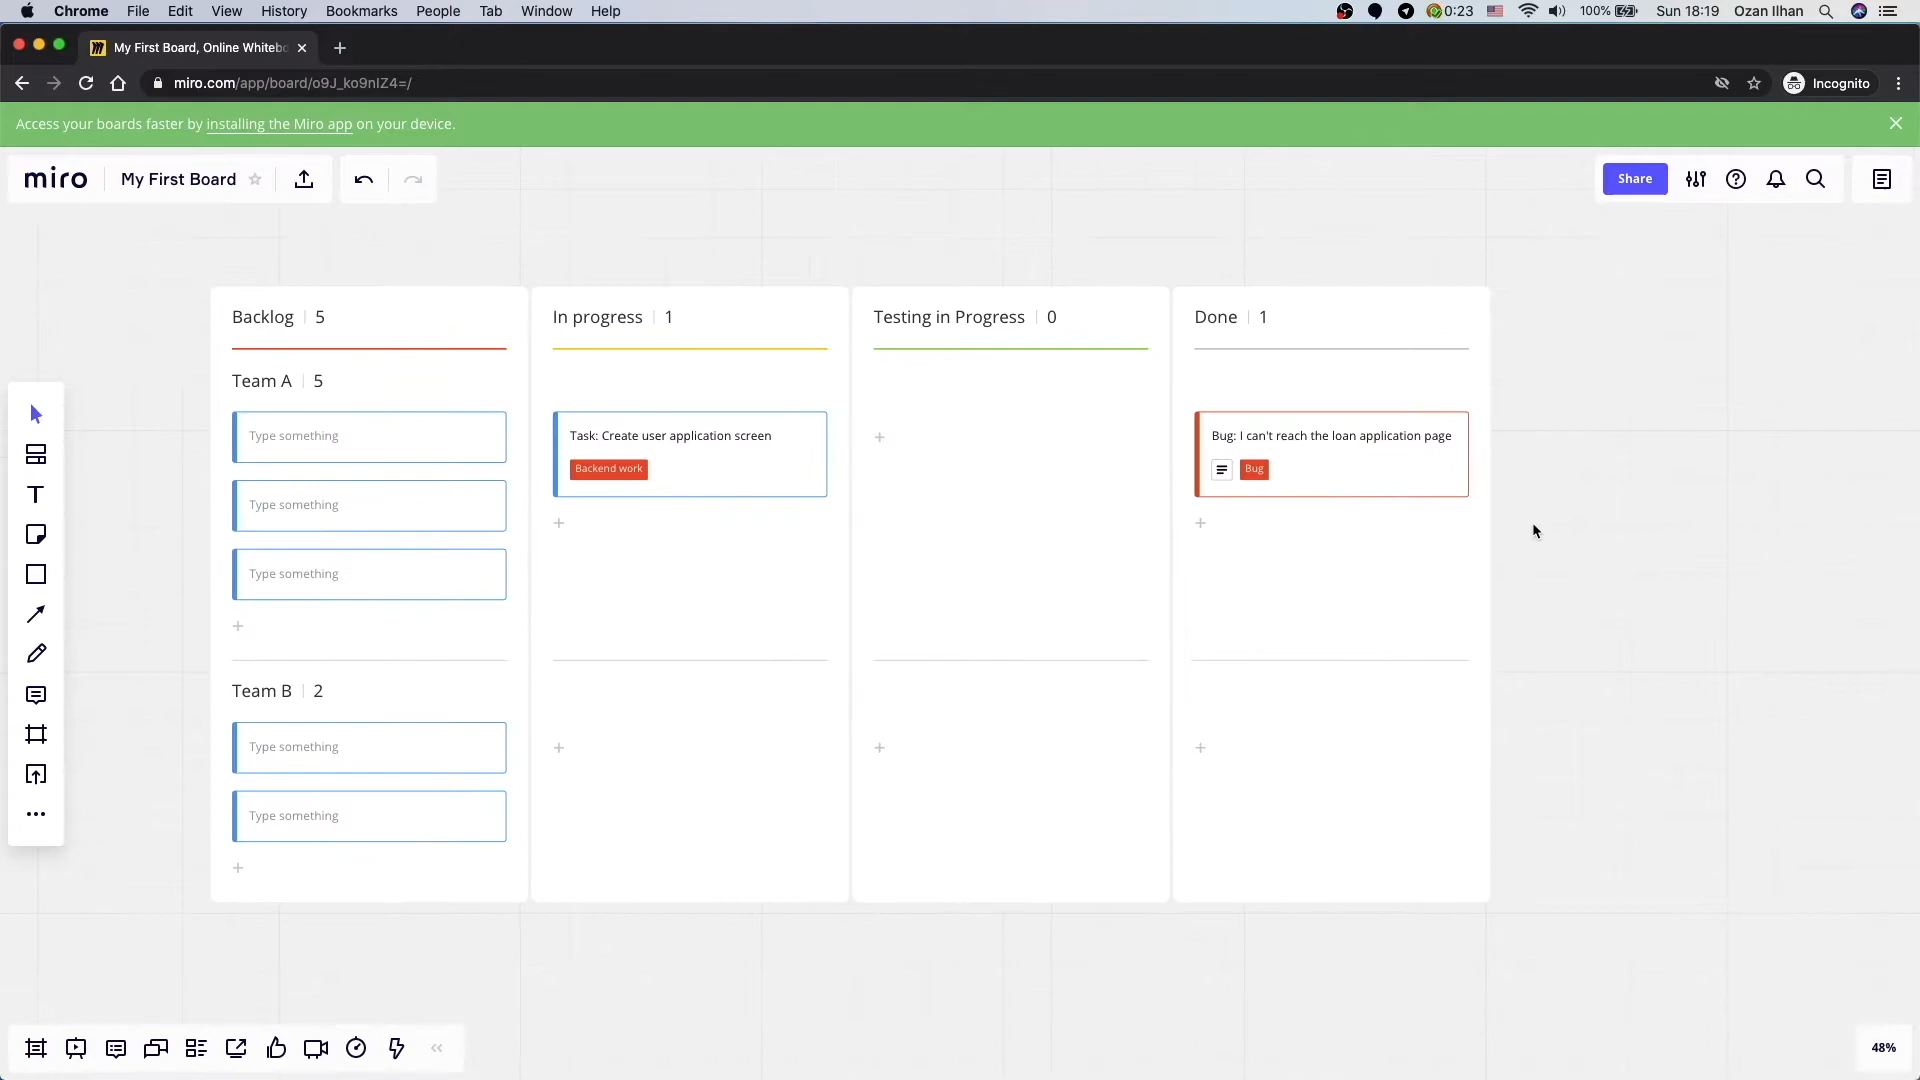 Chrome File Edit View History Bookmarks People Tab Window Help
0:23 100% Sun 18:19 Ozan Ilhan
My First Board, Online Whitebo
miro.com/app/board/o9J_ko9nIZ4=/
Incognito
Access your boards faster by installing the Miro app on your device.
miro My First Board
Share
Backlog 5 In progress 1 Testing in Progress 0 Done 1
Team A 5
Type something
Task: Create user application screen
Bug: I can't reach the loan application page
Backend work
Bug
Type something
Type something
Team B 2
Type something
Type something
48%